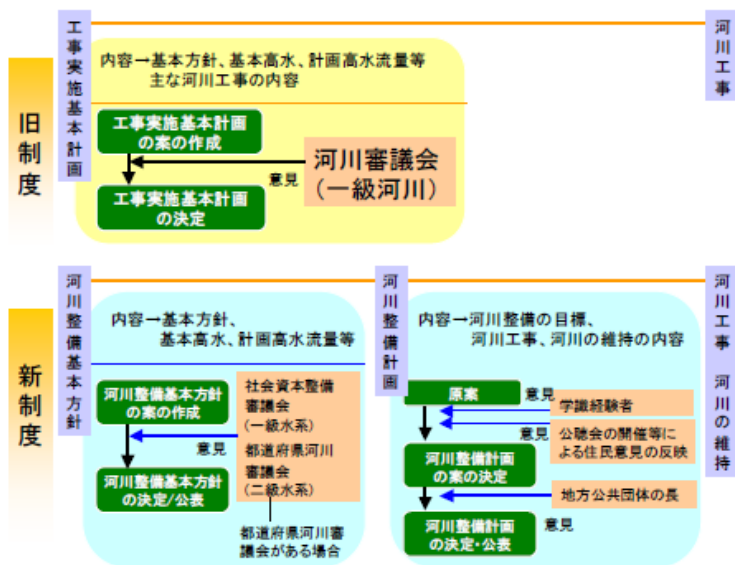 旧制度
工事実施基本計画
内容→基本方針、基本高水、計画高水流量等
主な河川工事の内容
工事実施基本計画
の案の作成
意見
河川審議会
(一級河川)
工事実施基本計画
の決定
河川工事
新制度
河川整備基本方針
内容→基本方針、
基本高水、計画高水流量等
河川整備基本方針
の案の作成
意見
社会資本整備
審議会
(一級水系)
都道府県河川
審議会
(二級水系)
河川整備基本方針
の決定/公表
都道府県河川審
議会がある場合
河川整備計画
内容→河川整備の目標、
河川工事、河川の維持の内容
原案
意見
学識経験者
意見
公聴会の開催等に
よる住民意見の反映
河川整備計画
の案の決定
地方公共団体の長
意見
河川整備計画
の決定・公表
河川工事 河川の維持